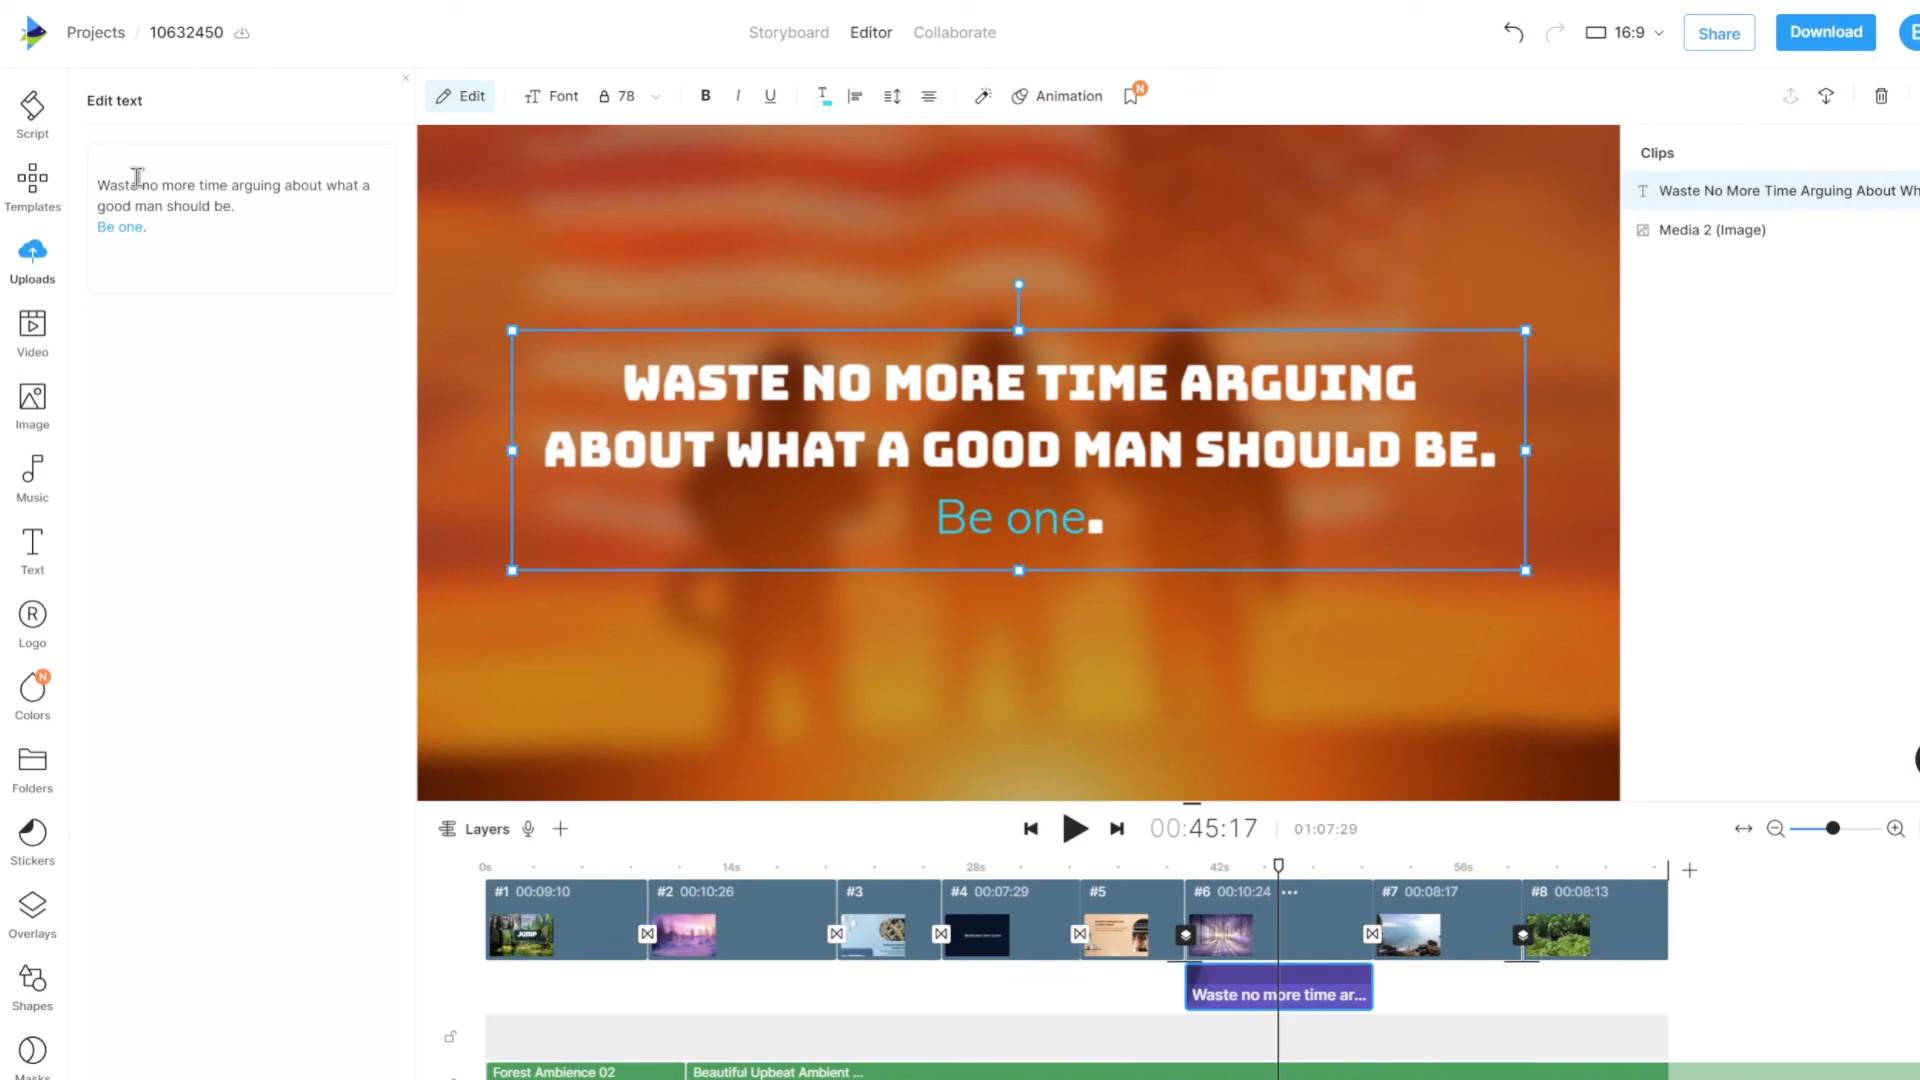 Projects / 10632450
Storyboard Editor Collaborate
16:9
Share
Download
Edit text
Edit
Font
78
B I U
Animation
N
Script
Templates
Uploads
Video
Image
Music
Text
Logo
Colors
N
Folders
Stickers
Overlays
Shapes
Waste no more time arguing about what a
good man should be.
Be one.
WASTE NO MORE TIME ARGUING
ABOUT WHAT A GOOD MAN SHOULD BE.
Be one.
Clips
Waste No More Time Arguing About Wh
Media 2 (Image)
Layers
00:45:17
01:07:29
0s 14s 28s 42s 56s
#1 00:09:10
#2 00:10:26
#3
#4 00:07:29
#5
#6 00:10:24
#7 00:08:17
#8 00:08:13
JUMP
Waste no more time ar...
Forest Ambience 02
Beautiful Upbeat Ambient ...